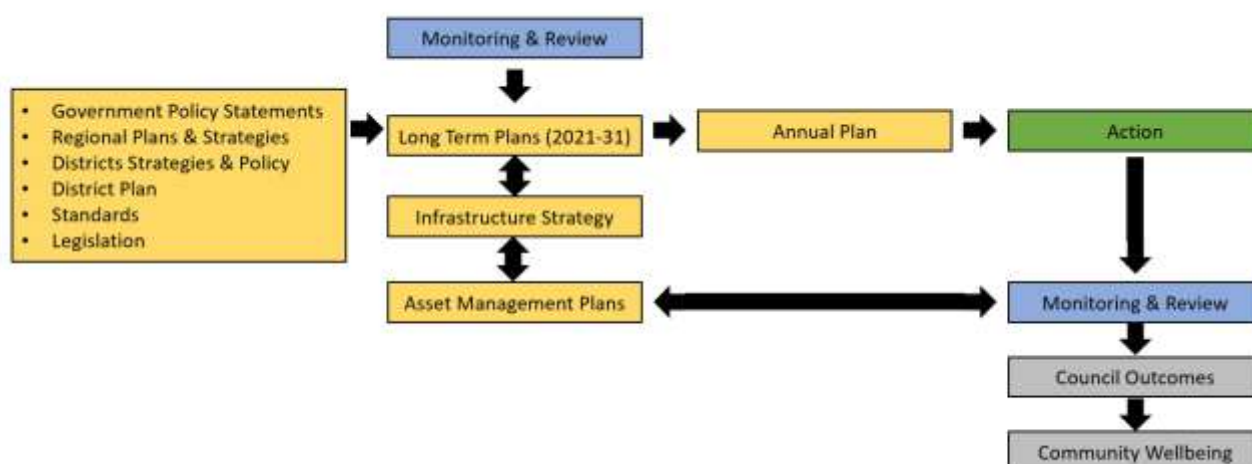 Monitoring & Review
• Government Policy Statements
• Regional Plans & Strategies
• Districts Strategies & Policy
• District Plan
• Standards
• Legislation
Long Term Plans (2021-31)
Annual Plan
Action
Infrastructure Strategy
Asset Management Plans
Monitoring & Review
Council Outcomes
Community Wellbeing